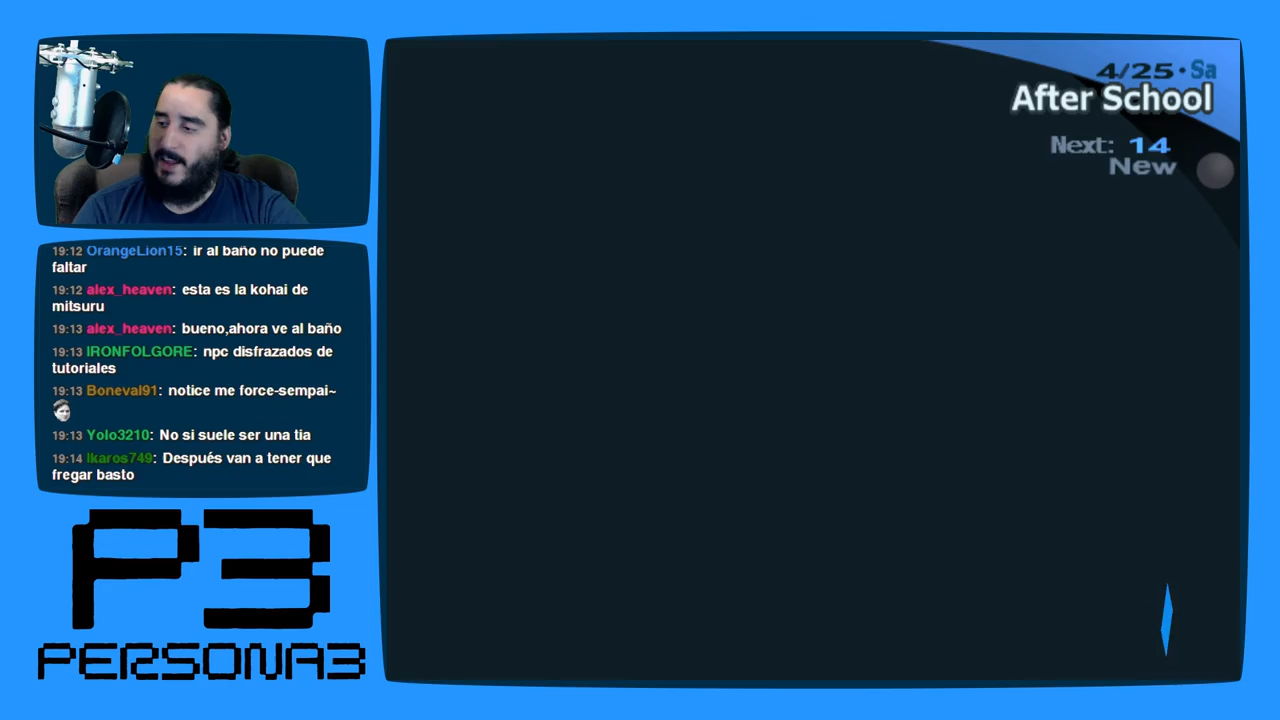 19:12 OrangeLion15: ir al baño no puede
faltar
19:12 alex_heaven: esta es la kohai de
mitsuru
19:13 alex_heaven: bueno,ahora ve al baño
19:13 IRONFOLGORE: npc disfrazados de
tutoriales
19:13 Boneval91: notice me force-sempai~
19:13 Yolo3210: No si suele ser una tia
19:14 Ikaros749: Después van a tener que
fregar basto
P3
PERSONA3
4/25·Sa
After School
Next: 14
New